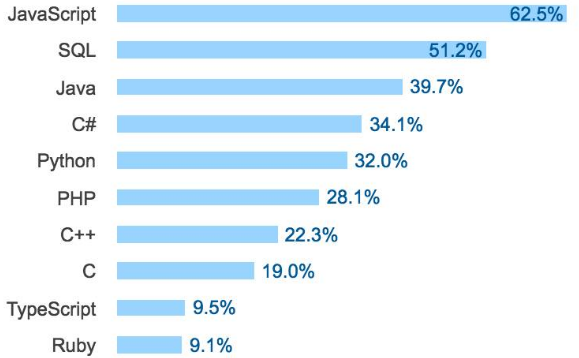 JavaScript 62.5%
SQL 51.2%
Java 39.7%
C# 34.1%
Python 32.0%
PHP 28.1%
C++ 22.3%
C 19.0%
TypeScript 9.5%
Ruby 9.1%